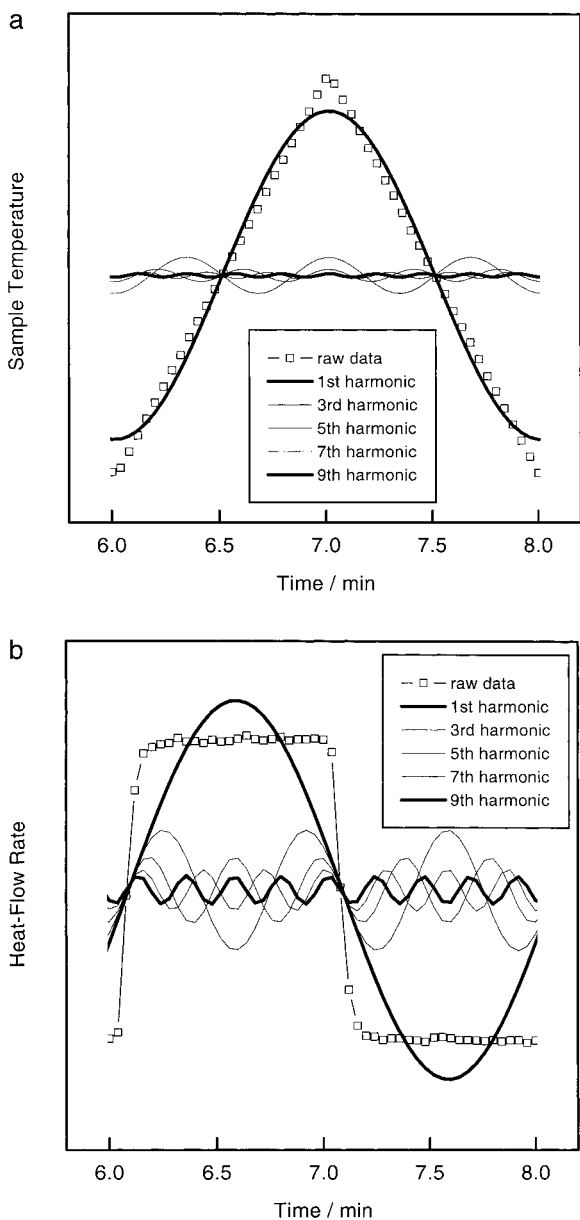 a
Sample Temperature
raw data
1st harmonic
3rd harmonic
5th harmonic
7th harmonic
9th harmonic
6.0 6.5 7.0 7.5 8.0
Time / min
b
Heat-Flow Rate
raw data
1st harmonic
3rd harmonic
5th harmonic
7th harmonic
9th harmonic
6.0 6.5 7.0 7.5 8.0
Time / min